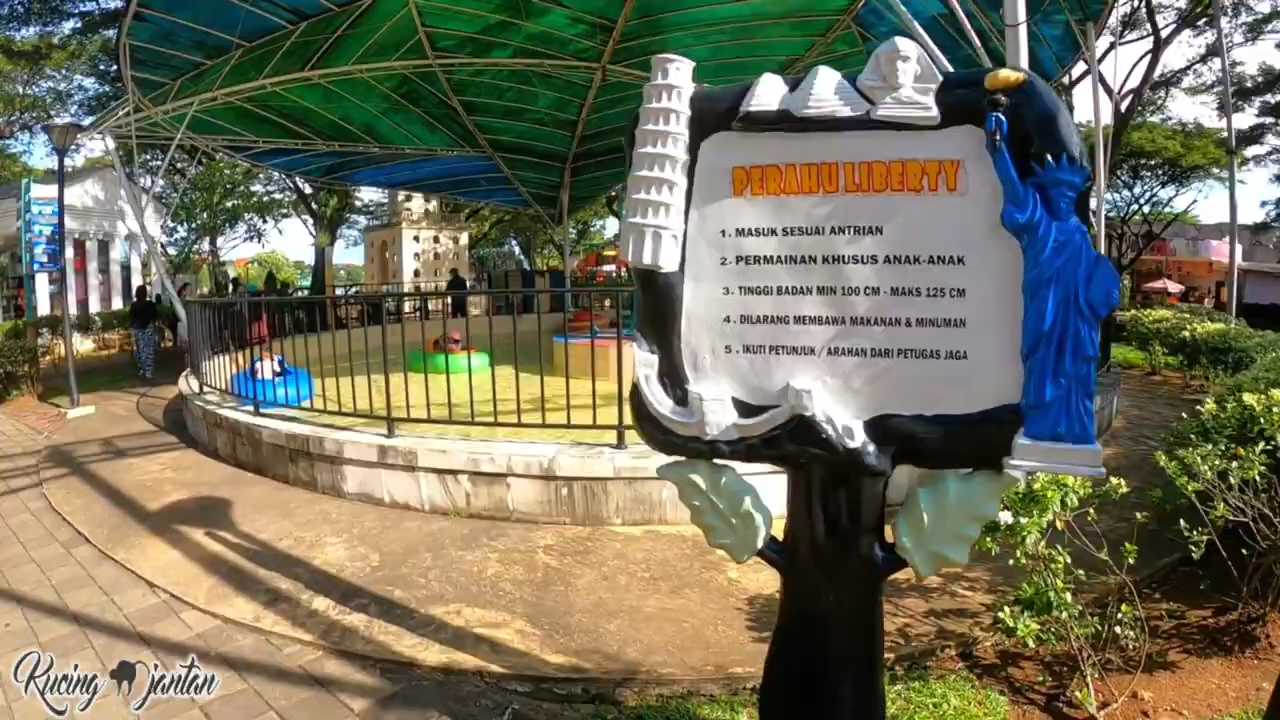 PERAHU LIBERTY
1. MASUK SESUAI ANTRIAN
2. PERMAINAN KHUSUS ANAK-ANAK
3. TINGGI BADAN MIN 100 CM - MAKS 125 CM
4. DILARANG MEMBAWA MAKANAN & MINUMAN
5. IKUTI PETUNJUK / ARAHAN DARI PETUGAS JAGA
Kucing jantan